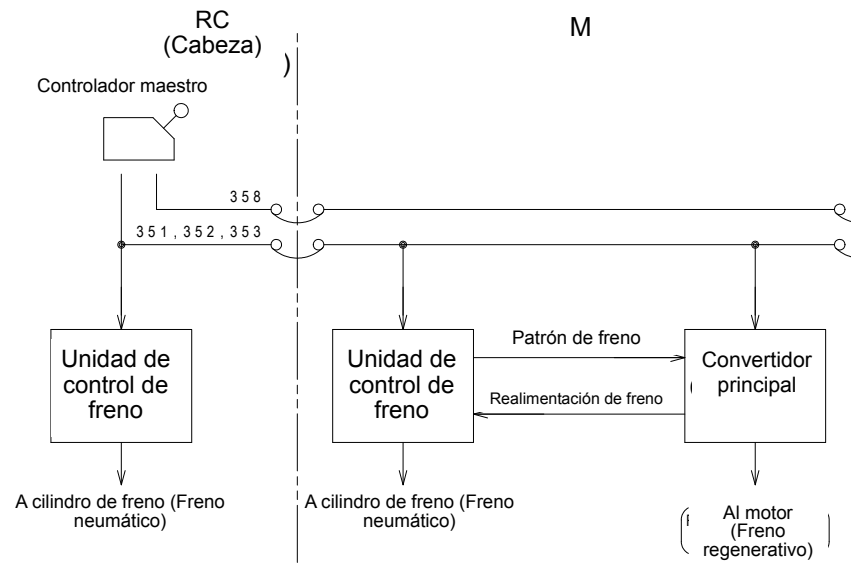 RC
(Cabeza)
)
M
Controlador maestro
358
351,352,353
Unidad de
control de
freno
Unidad de
control de
freno
Patrón de freno
Realimentación de freno
Convertidor
principal
(
A cilindro de freno (Freno
neumático)
A cilindro de freno (Freno
neumático)
Al motor
(Freno
regenerativo)